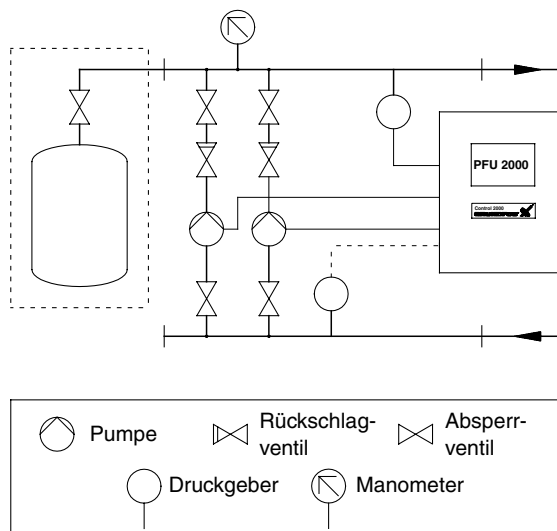 PFU 2000
Control 2000
Pumpe
Rückschlag-
ventil
Absperr-
ventil
Druckgeber
Manometer